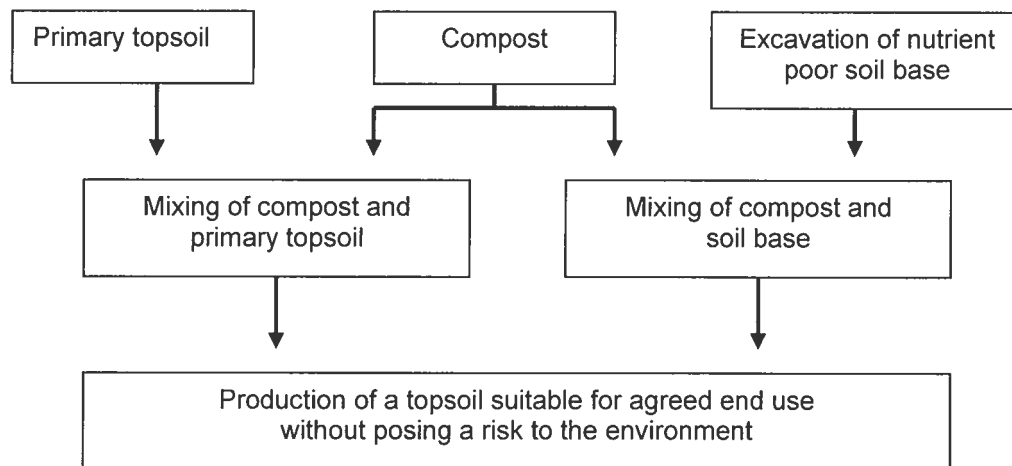 Primary topsoil
Compost
Excavation of nutrient
poor soil base
Mixing of compost and
primary topsoil
Mixing of compost and
soil base
Production of a topsoil suitable for agreed end use
without posing a risk to the environment